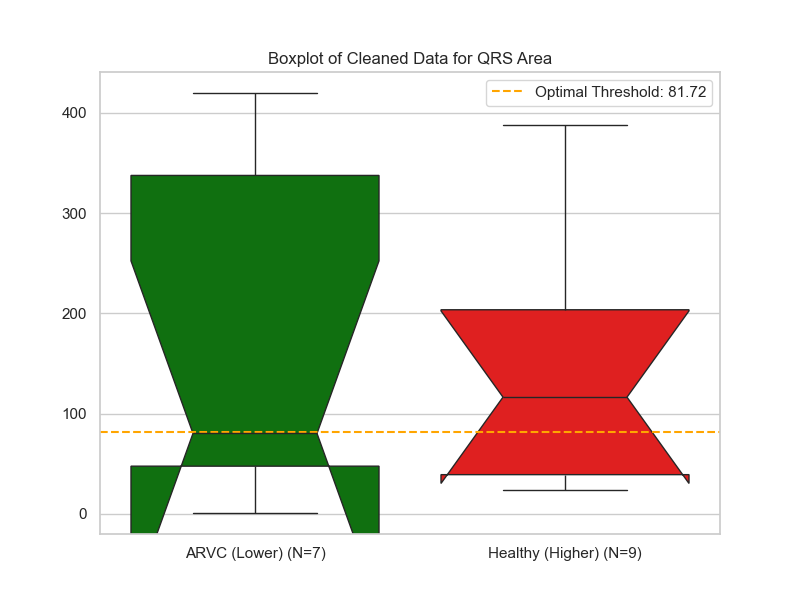 Boxplot of Cleaned Data for QRS Area
Optimal Threshold: 81.72
400
300
200
100
0
ARVC (Lower) (N=7)
Healthy (Higher) (N=9)